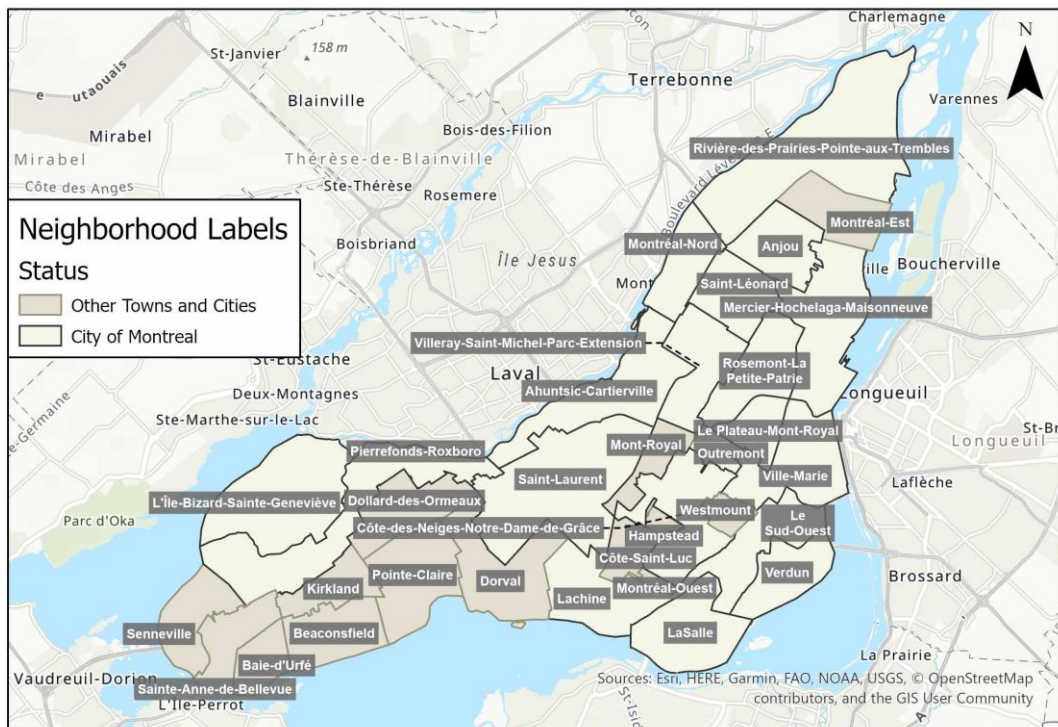 Charlemagne
St-Janvier
158 m
N
Terrebonne
e
utaouais
Blainville
Varennes
Mirabel
Bois-des-Filion
Rivière-des-Prairies-Pointe-aux-Trembles
Mirabel
Thérèse-de-Blainville
Côte des Anges
Ste-Thérèse
Rosemere
Neighborhood Labels
Status
Other Towns and Cities
City of Montreal
Montréal-Est
Boisbriand
Montréal-Nord
Anjou
Île Jesus
ville
Boucherville
Mont
Saint-Léonard
Mercier-Hochelaga-Maisonneuve
Villeray-Saint-Michel-Parc-Extension
St-Eustache
Laval
Rosemont-La
Petite-Patrie
Deux-Montagnes
Ahuntsic-Cartierville
Longueuil
Ste-Marthe-sur-le-Lac
e-Germaine
Le Plateau-Mont-Royal
St-Br
Longueuil
Pierrefonds-Roxboro
Mont-Royal
Outremont
Saint-Laurent
Ville-Marie
Laflèche
L'Île-Bizard-Sainte-Geneviève
Dollard-des-Ormeaux
Westmount
Parc d'Oka
Côte-des-Neiges-Notre-Dame-de-Grâce
Le
Sud-Ouest
Hampstead
Côte-Saint-Luc
Kirkland
Pointe-Claire
Dorval
Verdun
Brossard
Montréal-Ouest
Lachine
Senneville
Beaconsfield
LaSalle
La Prairie
Baie-d'Urfé
Vaudreuil-Dorion
Sainte-Anne-de-Bellevue
L'Ile-Perrot
Sources: Esri, HERE, Garmin, FAO, NOAA, USGS, © OpenStreetMap
contributors, and the GIS User Community